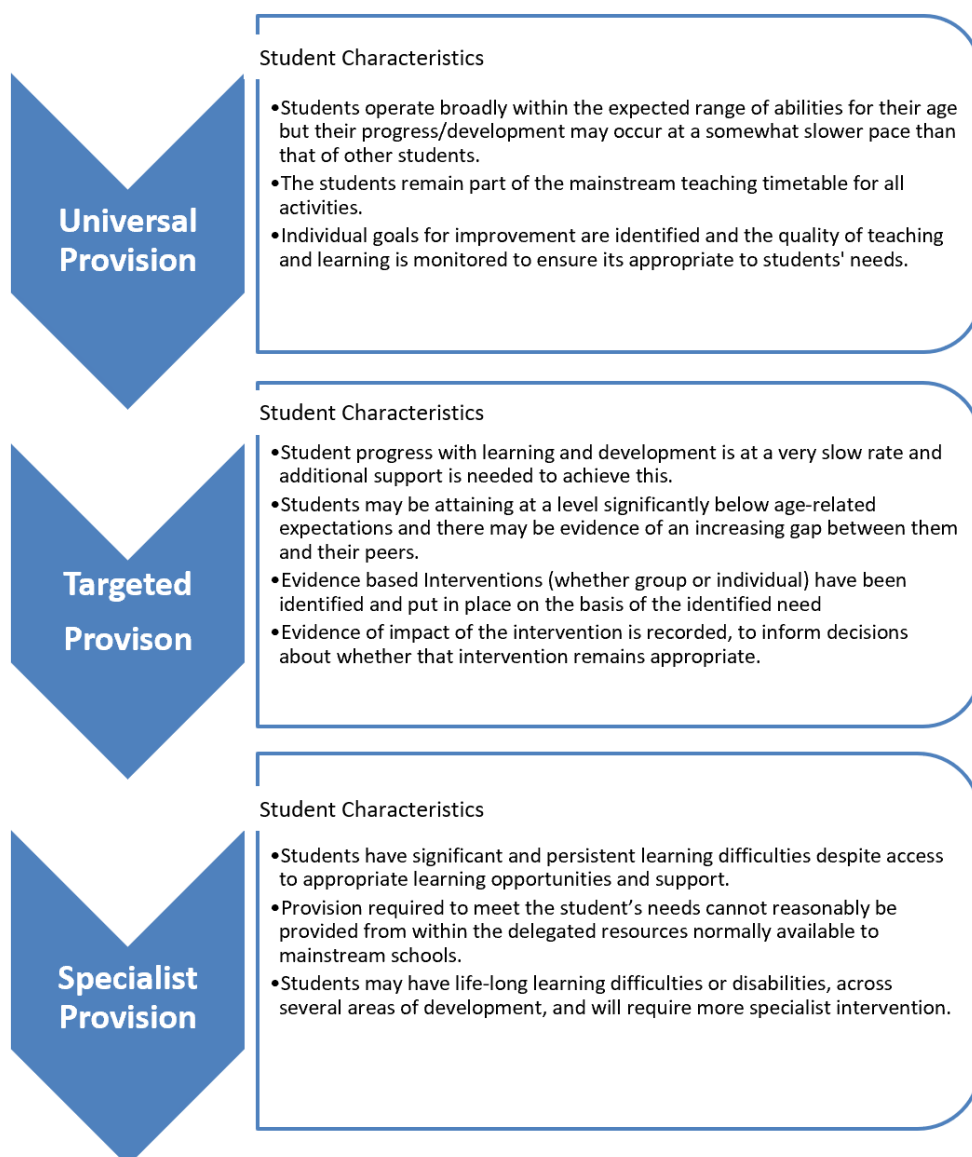 Universal
Provision
Student Characteristics
•Students operate broadly within the expected range of abilities for their age
but their progress/development may occur at a somewhat slower pace than
that of other students.
•The students remain part of the mainstream teaching timetable for all
activities.
•Individual goals for improvement are identified and the quality of teaching
and learning is monitored to ensure its appropriate to students' needs.
Targeted
Provison
Student Characteristics
•Student progress with learning and development is at a very slow rate and
additional support is needed to achieve this.
•Students may be attaining at a level significantly below age-related
expectations and there may be evidence of an increasing gap between them
and their peers.
•Evidence based Interventions (whether group or individual) have been
identified and put in place on the basis of the identified need
•Evidence of impact of the intervention is recorded, to inform decisions
about whether that intervention remains appropriate.
Specialist
Provision
Student Characteristics
•Students have significant and persistent learning difficulties despite access
to appropriate learning opportunities and support.
•Provision required to meet the student’s needs cannot reasonably be
provided from within the delegated resources normally available to
mainstream schools.
•Students may have life-long learning difficulties or disabilities, across
several areas of development, and will require more specialist intervention.